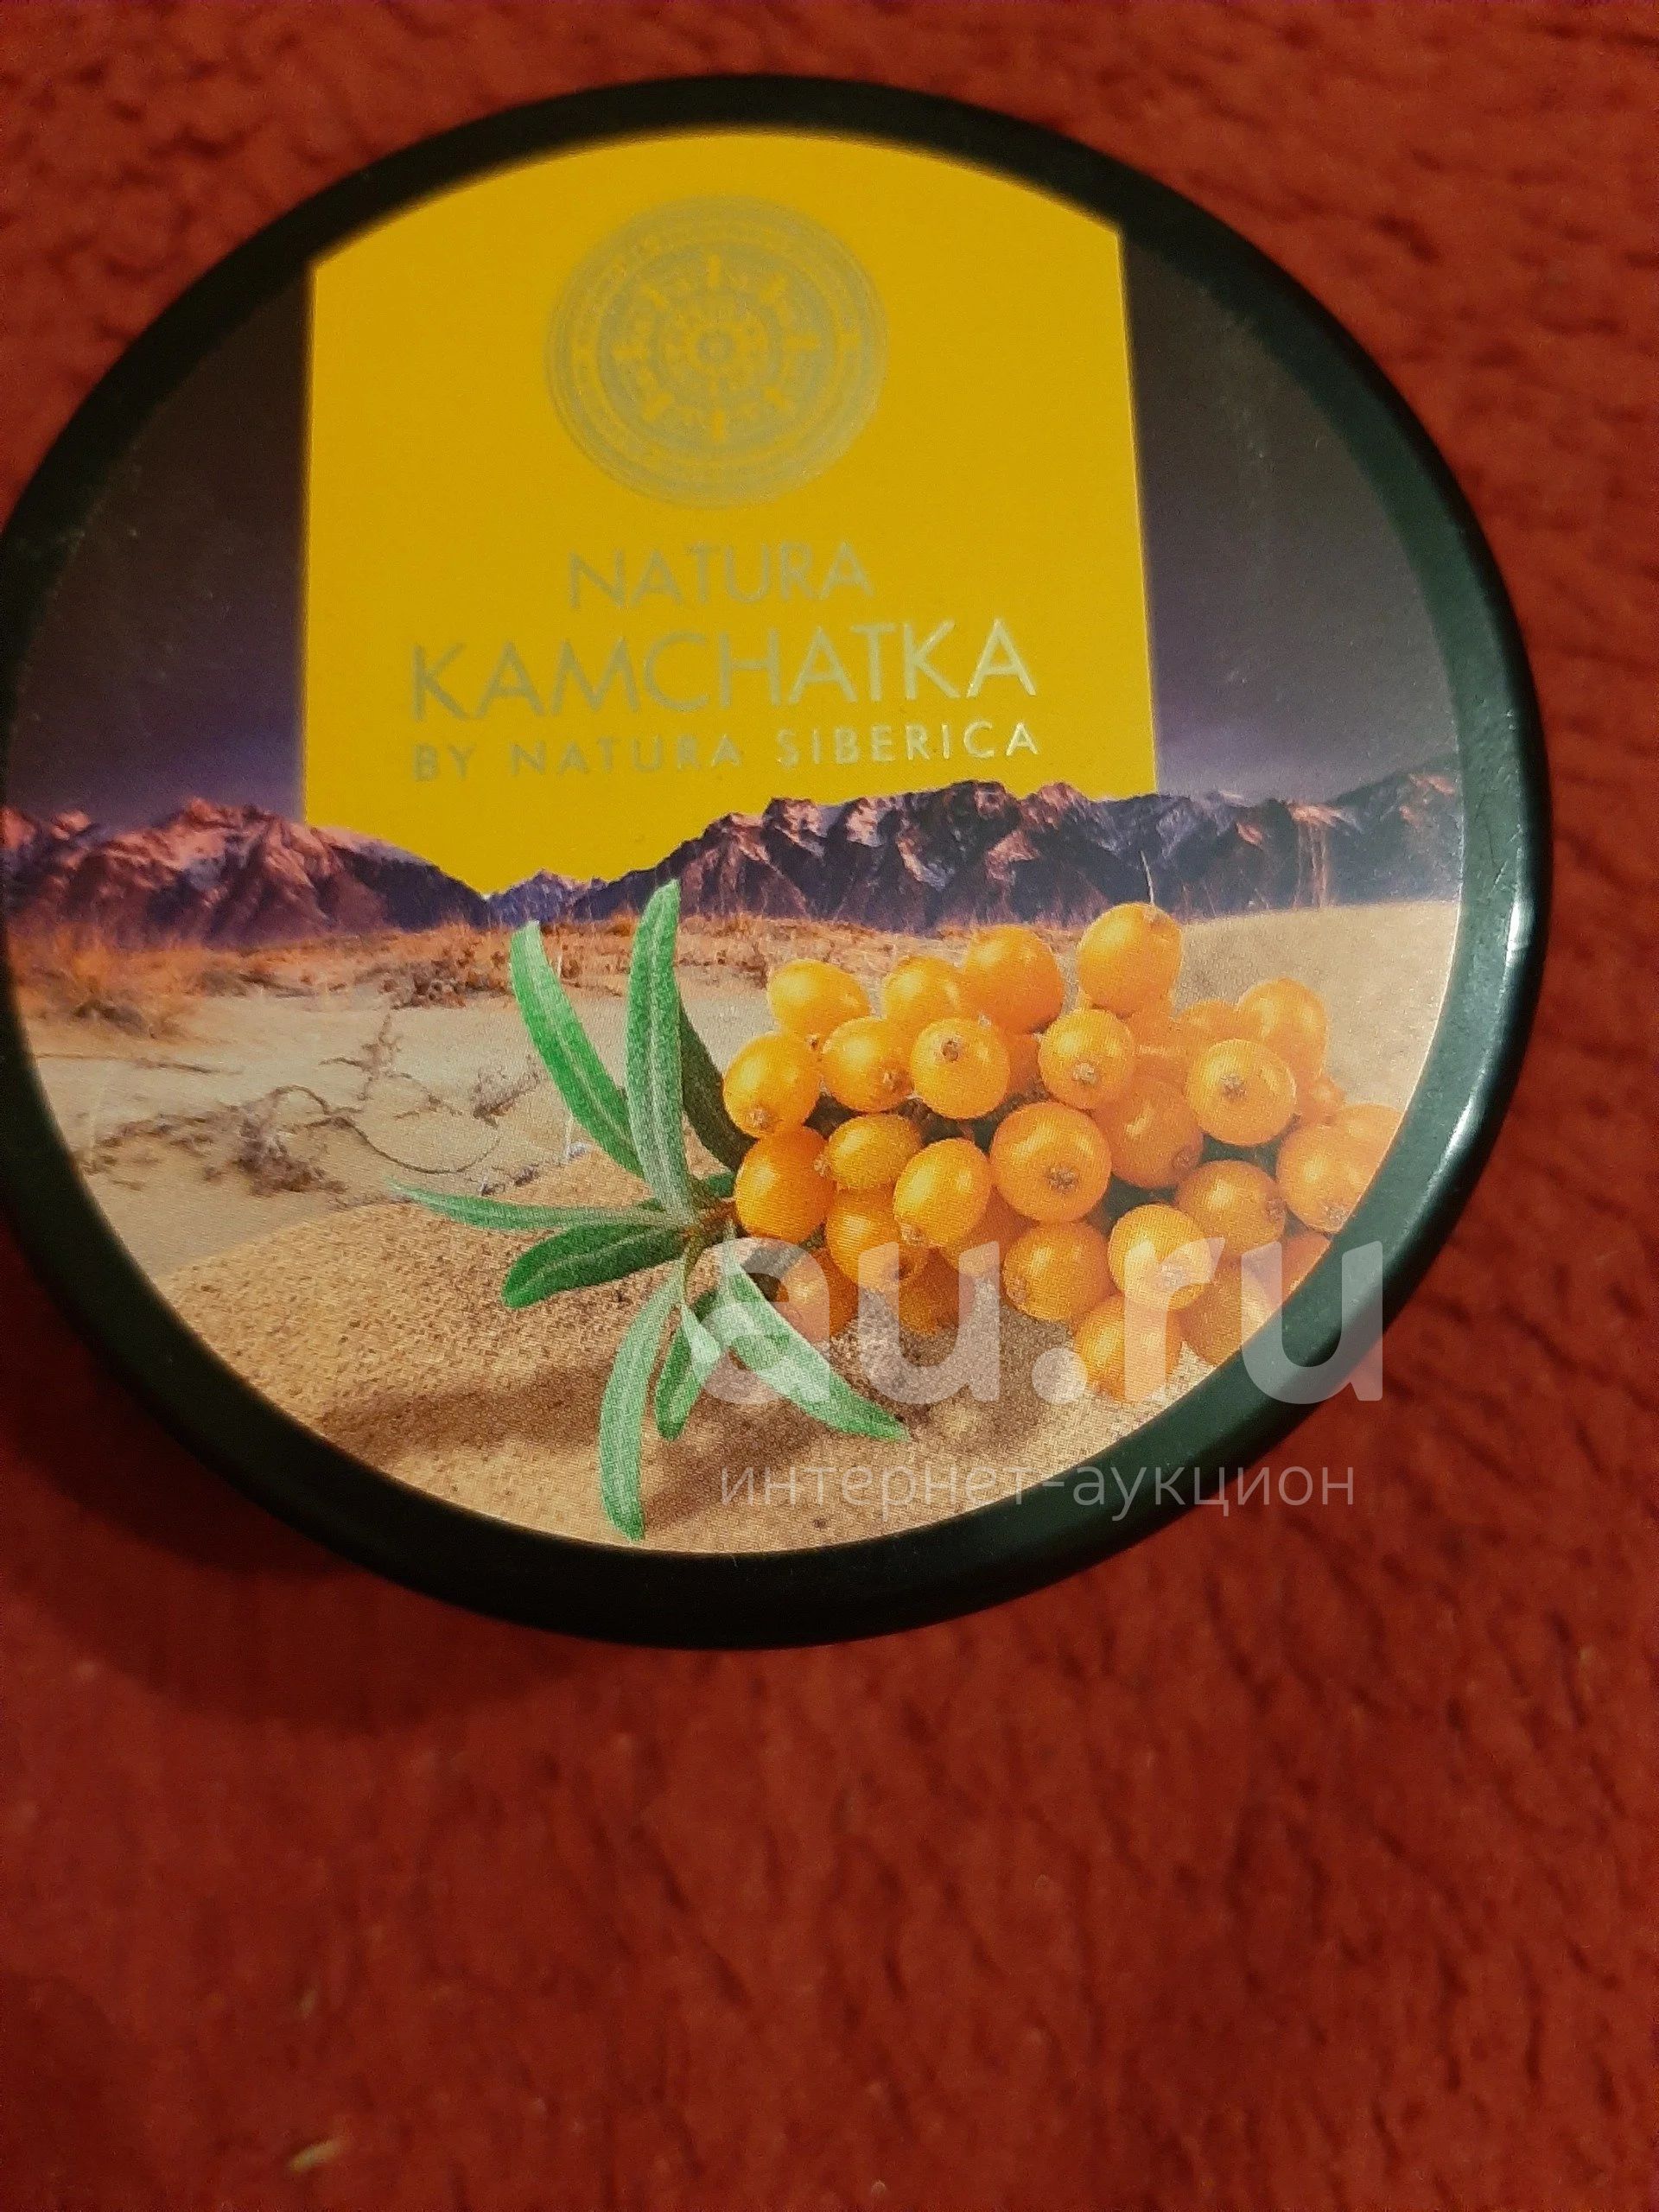 NATURA
KAMCHATKA
BY NATURA SIBERICA
au.ru
интернет-аукцион